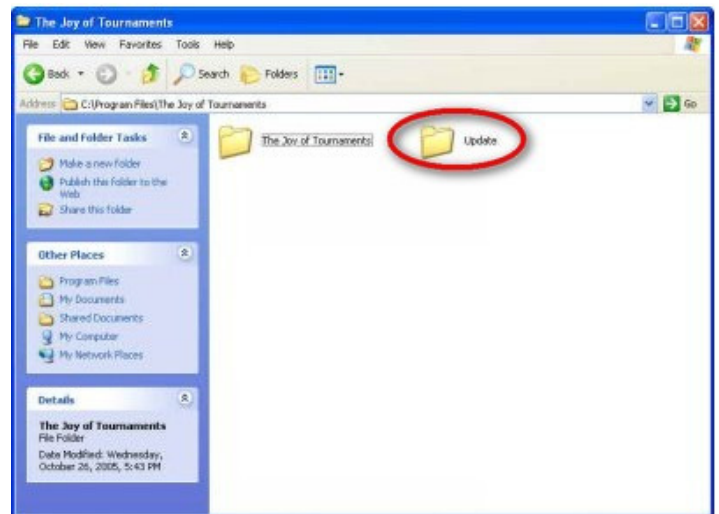 The Joy of Tournaments
File Edit View Favorites Tools Help
Back Search Folders
Address C:\Program Files\The Joy of Tournaments Go
File and Folder Tasks
Make a new folder
Publish this folder to the
Web
Share this folder
Other Places
Program Files
My Documents
Shared Documents
My Computer
My Network Places
Details
The Joy of Tournaments
File Folder
Date Modified: Wednesday,
October 26, 2005, 5:43 PM
The Joy of Tournaments Update